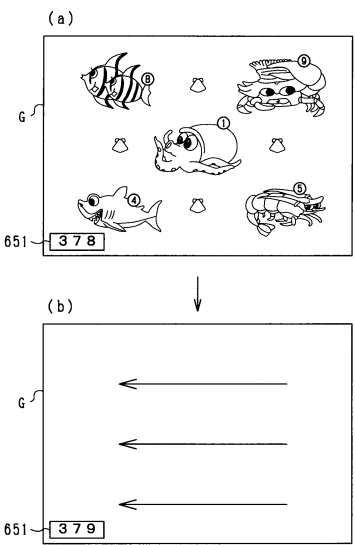 (a)
⑧ ⑨
G ①
④ ⑤
651 378
(b)
G
651 379